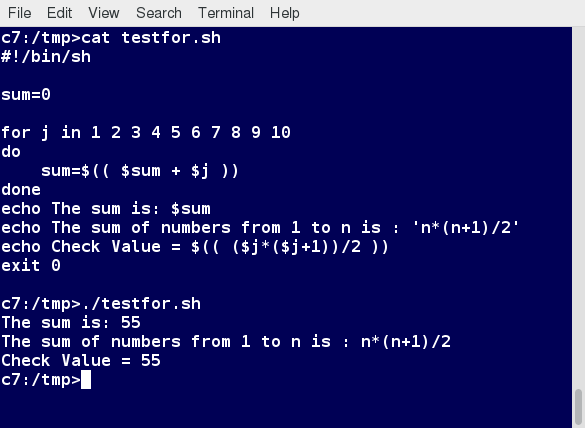 File Edit View Search Terminal Help
c7:/tmp>cat testfor.sh
#!/bin/sh
sum=0
for j in 1 2 3 4 5 6 7 8 9 10
do
    sum=$(( $sum + $j ))
done
echo The sum is: $sum
echo The sum of numbers from 1 to n is : 'n*(n+1)/2'
echo Check Value = $(( ($j*($j+1))/2 ))
exit 0
c7:/tmp>./testfor.sh
The sum is: 55
The sum of numbers from 1 to n is : n*(n+1)/2
Check Value = 55
c7:/tmp>